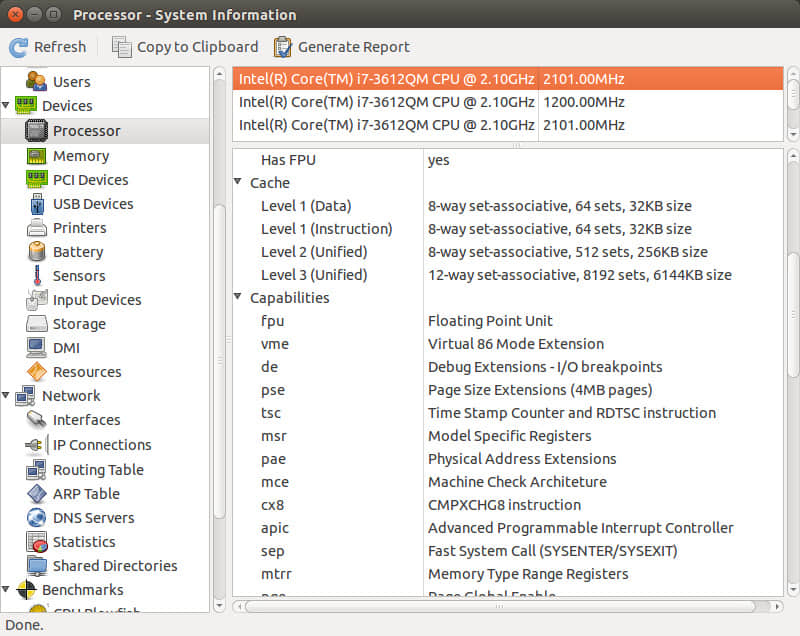 Processor - System Information
Refresh Copy to Clipboard Generate Report
Users
Devices
Processor
Memory
PCI Devices
USB Devices
Printers
Battery
Sensors
Input Devices
Storage
DMI
Resources
Network
Interfaces
IP Connections
Routing Table
ARP Table
DNS Servers
Statistics
Shared Directories
Benchmarks
CPU Blowfish
Intel(R) Core(TM) i7-3612QM CPU @ 2.10GHz 2101.00MHz
Intel(R) Core(TM) i7-3612QM CPU @ 2.10GHz 1200.00MHz
Intel(R) Core(TM) i7-3612QM CPU @ 2.10GHz 2101.00MHz
Has FPU yes
Cache
Level 1 (Data) 8-way set-associative, 64 sets, 32KB size
Level 1 (Instruction) 8-way set-associative, 64 sets, 32KB size
Level 2 (Unified) 8-way set-associative, 512 sets, 256KB size
Level 3 (Unified) 12-way set-associative, 8192 sets, 6144KB size
Capabilities
fpu Floating Point Unit
vme Virtual 86 Mode Extension
de Debug Extensions - I/O breakpoints
pse Page Size Extensions (4MB pages)
tsc Time Stamp Counter and RDTSC instruction
msr Model Specific Registers
pae Physical Address Extensions
mce Machine Check Architeture
cx8 CMPXCHG8 instruction
apic Advanced Programmable Interrupt Controller
sep Fast System Call (SYSENTER/SYSEXIT)
mtrr Memory Type Range Registers
pge Page Global Enable
Done.